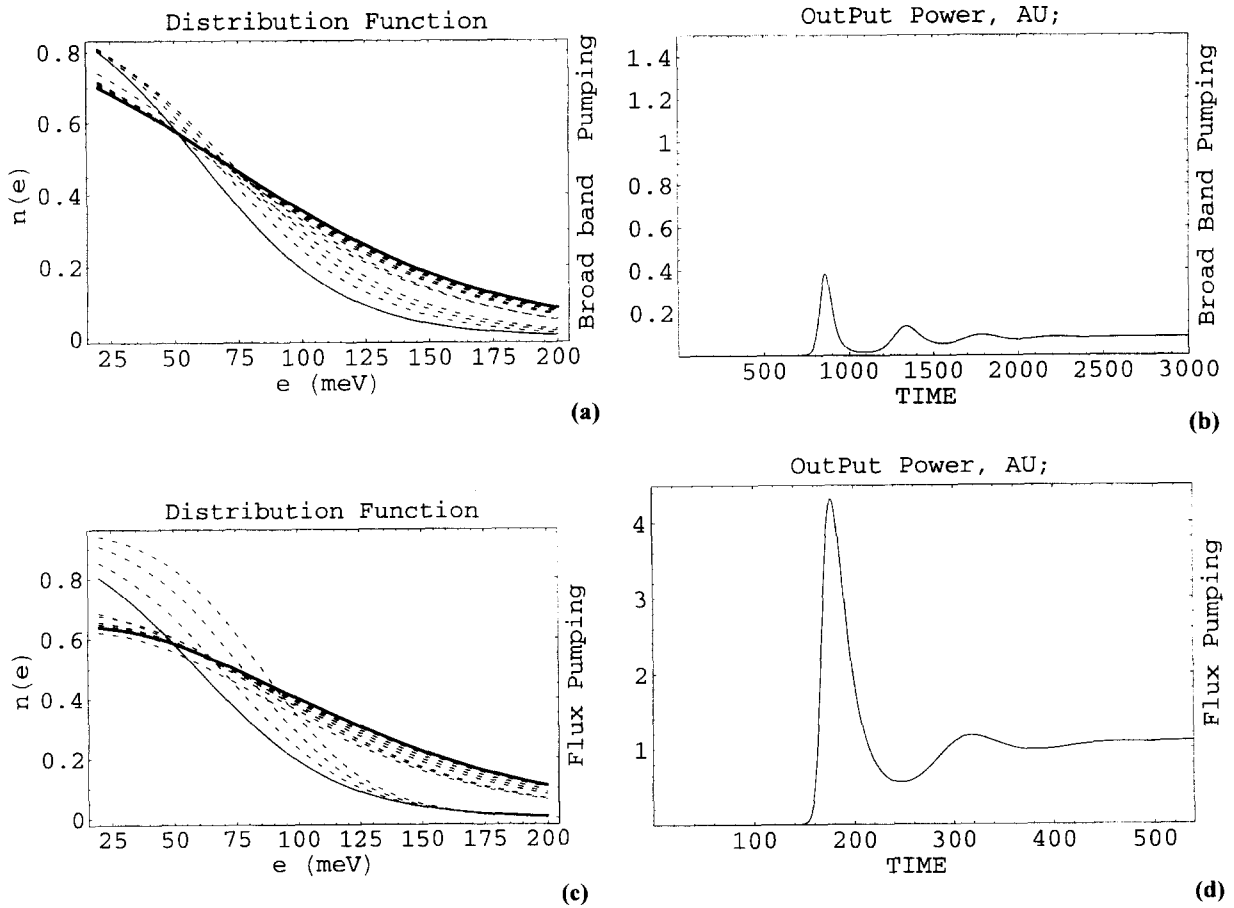 Distribution Function
0.8
0.6
0.4
0.2
0
n(e)
25 50 75 100 125 150 175 200
e (meV)
Broad band Pumping
(a)
OutPut Power, AU;
1.4
1.2
1
0.8
0.6
0.4
0.2
500 1000 1500 2000 2500 3000
TIME
Broad Band Pumping
(b)
Distribution Function
0.8
0.6
0.4
0.2
0
n(e)
25 50 75 100 125 150 175 200
e (meV)
Flux Pumping
(c)
OutPut Power, AU;
4
3
2
1
100 200 300 400 500
TIME
Flux Pumping
(d)